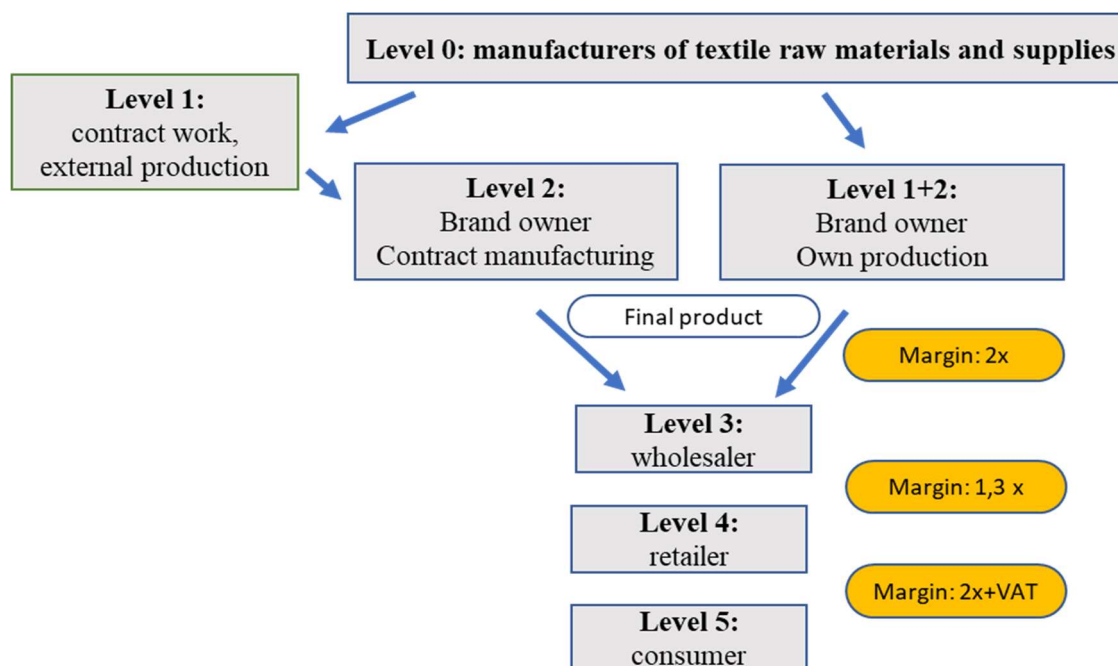 Level 0: manufacturers of textile raw materials and supplies
Level 1:
contract work,
external production
Level 2:
Brand owner
Contract manufacturing
Level 1+2:
Brand owner
Own production
Final product
Margin: 2x
Level 3:
wholesaler
Margin: 1,3 x
Level 4:
retailer
Margin: 2x+VAT
Level 5:
consumer